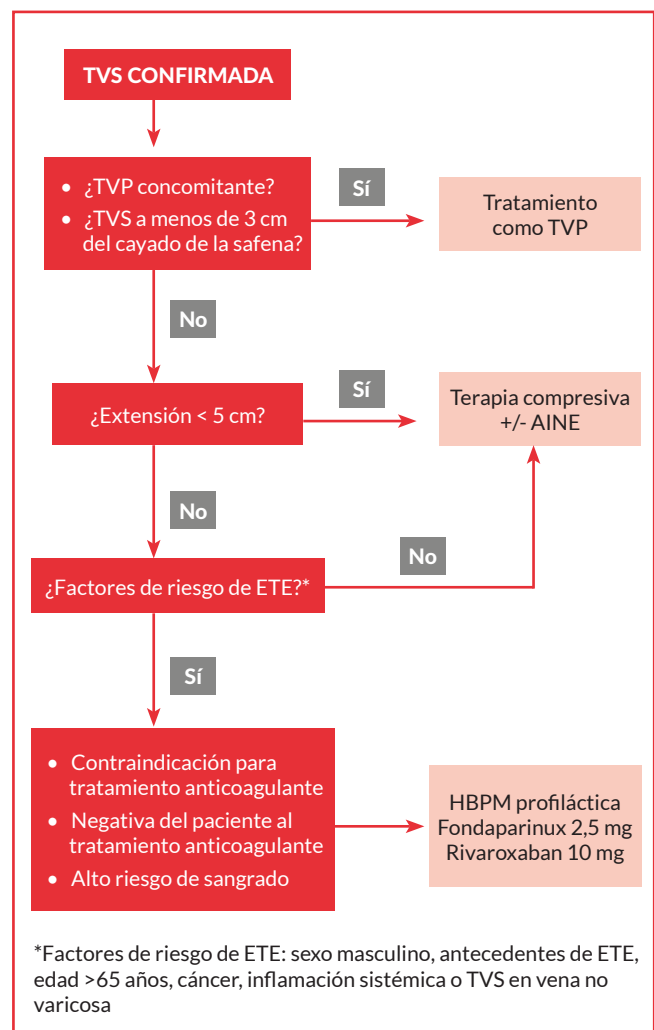 TVS CONFIRMADA
• ¿TVP concomitante?
• ¿TVS a menos de 3 cm
del cayado de la safena?
Sí
Tratamiento
como TVP
No
¿Extensión < 5 cm?
Sí
Terapia compresiva
+/- AINE
No
¿Factores de riesgo de ETE?*
No
Sí
• Contraindicación para
tratamiento anticoagulante
• Negativa del paciente al
tratamiento anticoagulante
• Alto riesgo de sangrado
HBPM profiláctica
Fondaparinux 2,5 mg
Rivaroxaban 10 mg
*Factores de riesgo de ETE: sexo masculino, antecedentes de ETE,
edad >65 años, cáncer, inflamación sistémica o TVS en vena no
varicosa